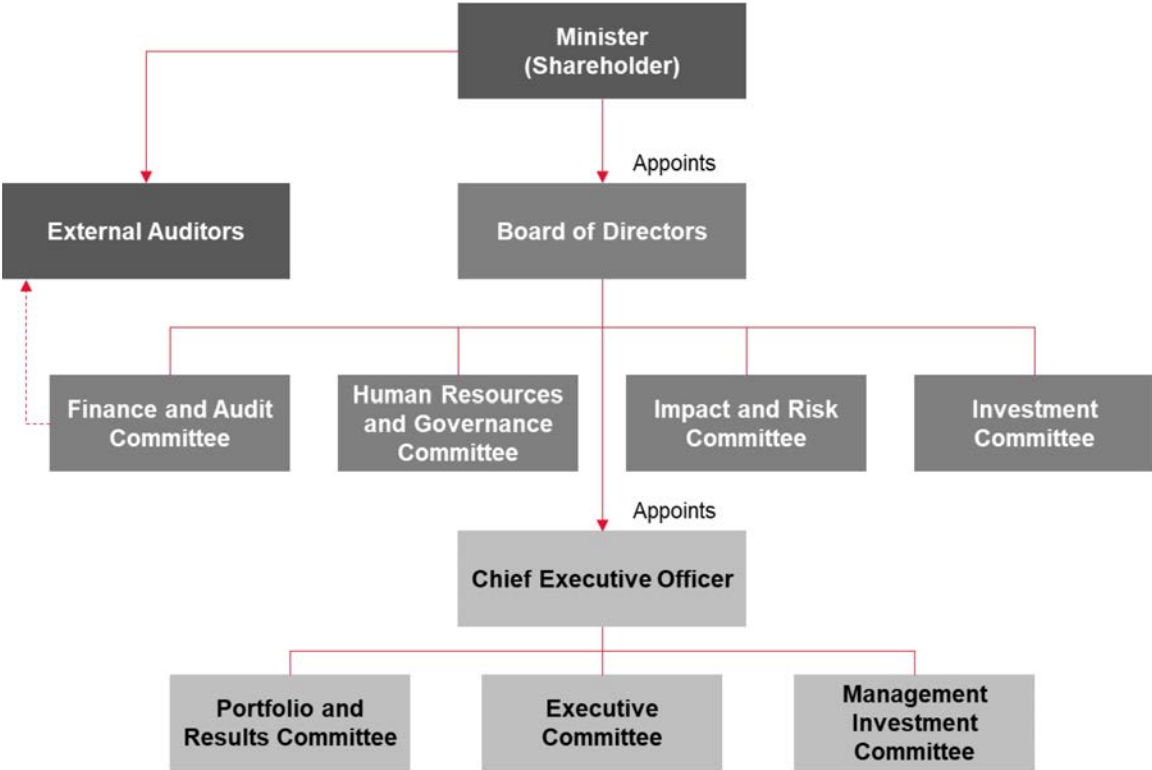 Minister
(Shareholder)
Appoints
External Auditors
Board of Directors
Finance and Audit
Committee
Human Resources
and Governance
Committee
Impact and Risk
Committee
Investment
Committee
Appoints
Chief Executive Officer
Portfolio and
Results Committee
Executive
Committee
Management
Investment
Committee